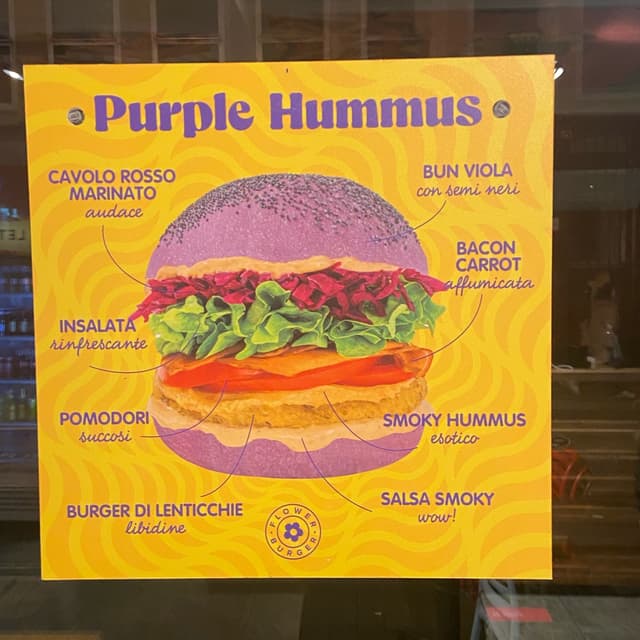 Purple Hummus
CAVOLO ROSSO
MARINATO
audace
BUN VIOLA
con semi neri
BACON
CARROT
affumicata
INSALATA
rinfrescante
POMODORI
succosi
SMOKY HUMMUS
esotico
BURGER DI LENTICCHIE
libidine
SALSA SMOKY
wow!
FLOWER
BURGER